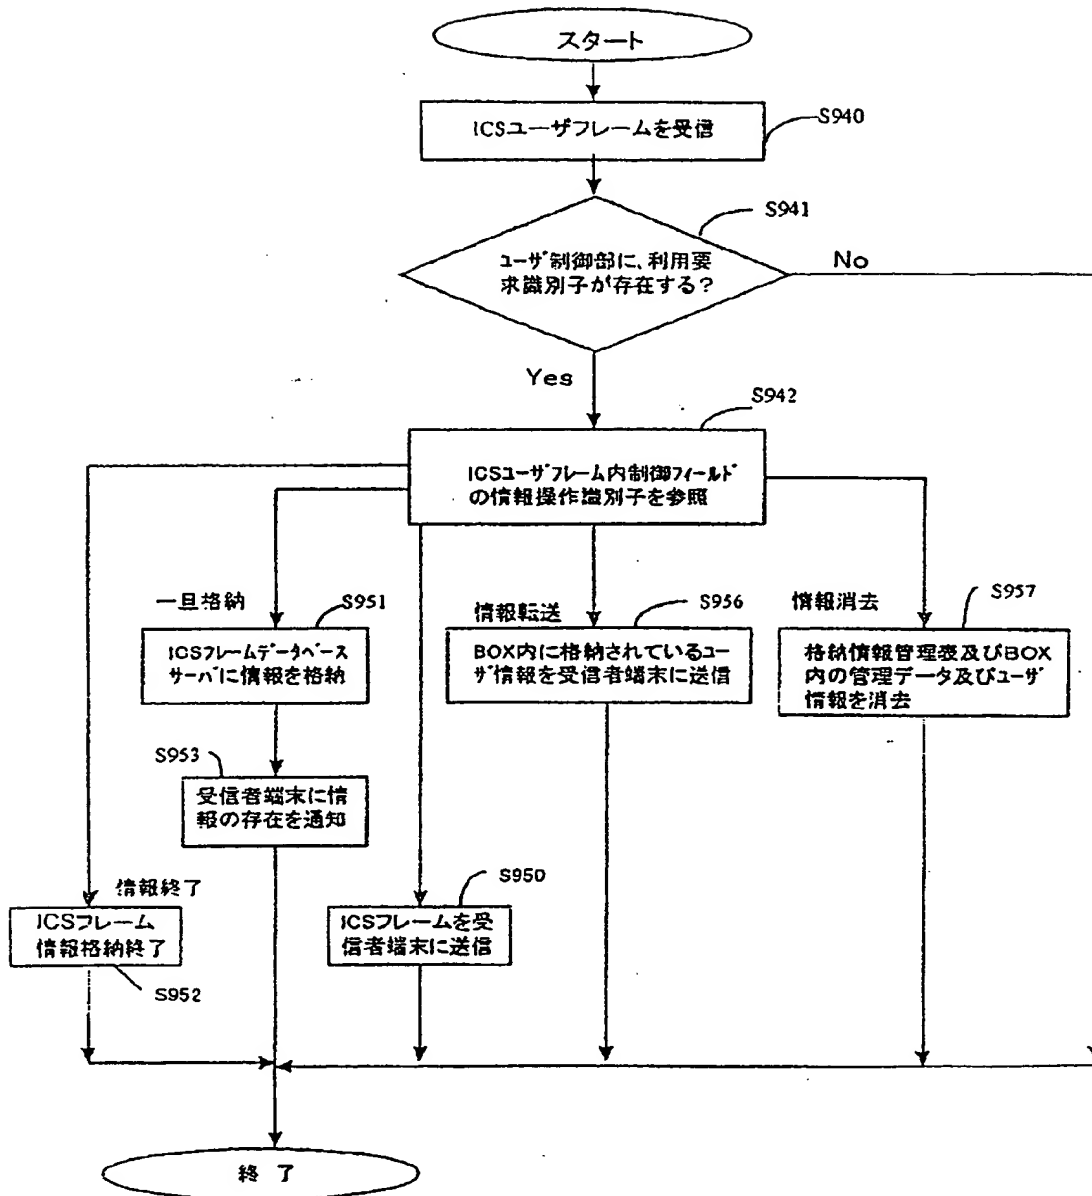 スタート
ICSユーザフレームを受信
S940
S941
ユーザ制御部に、利用要
求識別子が存在する？
No
Yes
S942
ICSユーザフレーム内制御フィールド
の情報操作識別子を参照
一旦格納
S951
ICSフレームデータベース
サーバに情報を格納
情報転送
S956
BOX内に格納されているユー
ザ情報を受信者端末に送信
情報消去
S957
格納情報管理表及びBOX
内の管理データ及びユーザ
情報を消去
S953
受信者端末に情
報の存在を通知
情報終了
ICSフレーム
情報格納終了
S952
S950
ICSフレームを受
信者端末に送信
終了